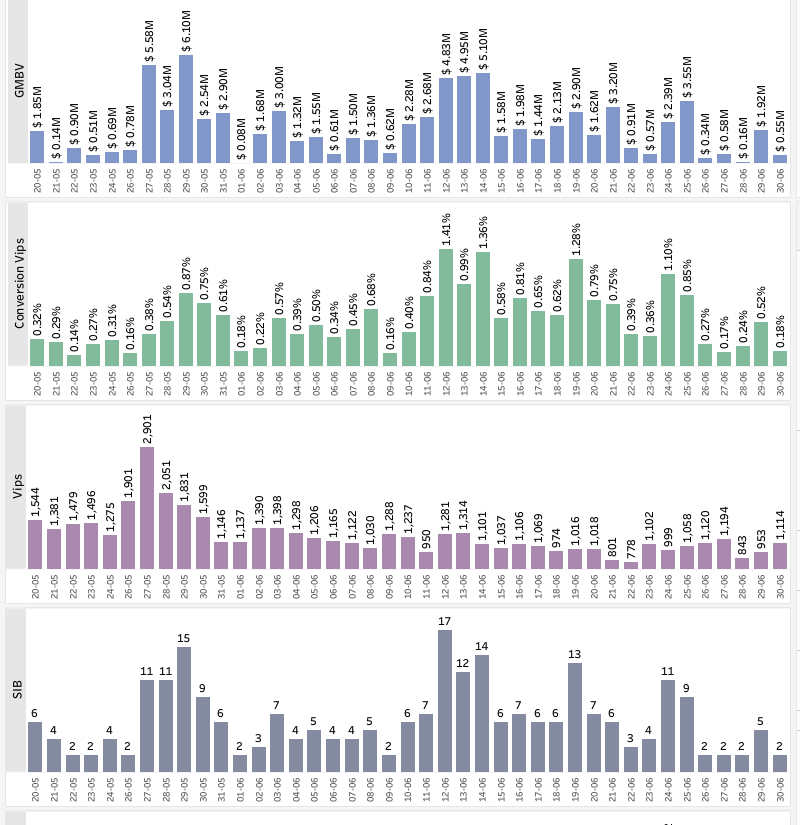 GMBV
$ 1.85M
$ 0.14M
$ 0.90M
$ 0.51M
$ 0.69M
$ 0.78M
$ 5.58M
$ 3.04M
$ 6.10M
$ 2.54M
$ 2.90M
$ 0.08M
$ 1.68M
$ 3.00M
$ 1.32M
$ 1.55M
$ 0.61M
$ 1.50M
$ 1.36M
$ 0.62M
$ 2.28M
$ 2.68M
$ 4.83M
$ 4.95M
$ 5.10M
$ 1.58M
$ 1.98M
$ 1.44M
$ 2.13M
$ 2.90M
$ 1.62M
$ 3.20M
$ 0.91M
$ 0.57M
$ 2.39M
$ 3.55M
$ 0.34M
$ 0.58M
$ 0.16M
$ 1.92M
$ 0.55M
20-05 21-05 22-05 23-05 24-05 26-05 27-05 28-05 29-05 30-05 31-05 01-06 02-06 03-06 04-06 05-06 06-06 07-06 08-06 09-06 10-06 11-06 12-06 13-06 14-06 15-06 16-06 17-06 18-06 19-06 20-06 21-06 22-06 23-06 24-06 25-06 26-06 27-06 28-06 29-06 30-06
Conversion Vips
0.32%
0.29%
0.14%
0.27%
0.31%
0.16%
0.38%
0.54%
0.87%
0.75%
0.61%
0.18%
0.22%
0.57%
0.39%
0.50%
0.34%
0.45%
0.68%
0.16%
0.40%
0.84%
1.41%
0.99%
1.36%
0.58%
0.81%
0.65%
0.62%
1.28%
0.79%
0.75%
0.39%
0.36%
1.10%
0.85%
0.27%
0.17%
0.24%
0.52%
0.18%
20-05 21-05 22-05 23-05 24-05 26-05 27-05 28-05 29-05 30-05 31-05 01-06 02-06 03-06 04-06 05-06 06-06 07-06 08-06 09-06 10-06 11-06 12-06 13-06 14-06 15-06 16-06 17-06 18-06 19-06 20-06 21-06 22-06 23-06 24-06 25-06 26-06 27-06 28-06 29-06 30-06
Vips
1,544
1,381
1,479
1,496
1,275
1,901
2,901
2,051
1,831
1,599
1,146
1,137
1,390
1,398
1,298
1,206
1,165
1,122
1,030
1,288
1,237
950
1,281
1,314
1,101
1,037
1,106
1,069
974
1,016
1,018
801
778
1,102
999
1,058
1,120
1,194
843
953
1,114
20-05 21-05 22-05 23-05 24-05 26-05 27-05 28-05 29-05 30-05 31-05 01-06 02-06 03-06 04-06 05-06 06-06 07-06 08-06 09-06 10-06 11-06 12-06 13-06 14-06 15-06 16-06 17-06 18-06 19-06 20-06 21-06 22-06 23-06 24-06 25-06 26-06 27-06 28-06 29-06 30-06
SIB
6 4 2 2 4 2 11 11 15 9 6 2 3 7 4 5 4 4 5 2 6 7 17 12 14 6 7 6 6 13 7 6 3 4 11 9 2 2 2 5 2
20-05 21-05 22-05 23-05 24-05 26-05 27-05 28-05 29-05 30-05 31-05 01-06 02-06 03-06 04-06 05-06 06-06 07-06 08-06 09-06 10-06 11-06 12-06 13-06 14-06 15-06 16-06 17-06 18-06 19-06 20-06 21-06 22-06 23-06 24-06 25-06 26-06 27-06 28-06 29-06 30-06